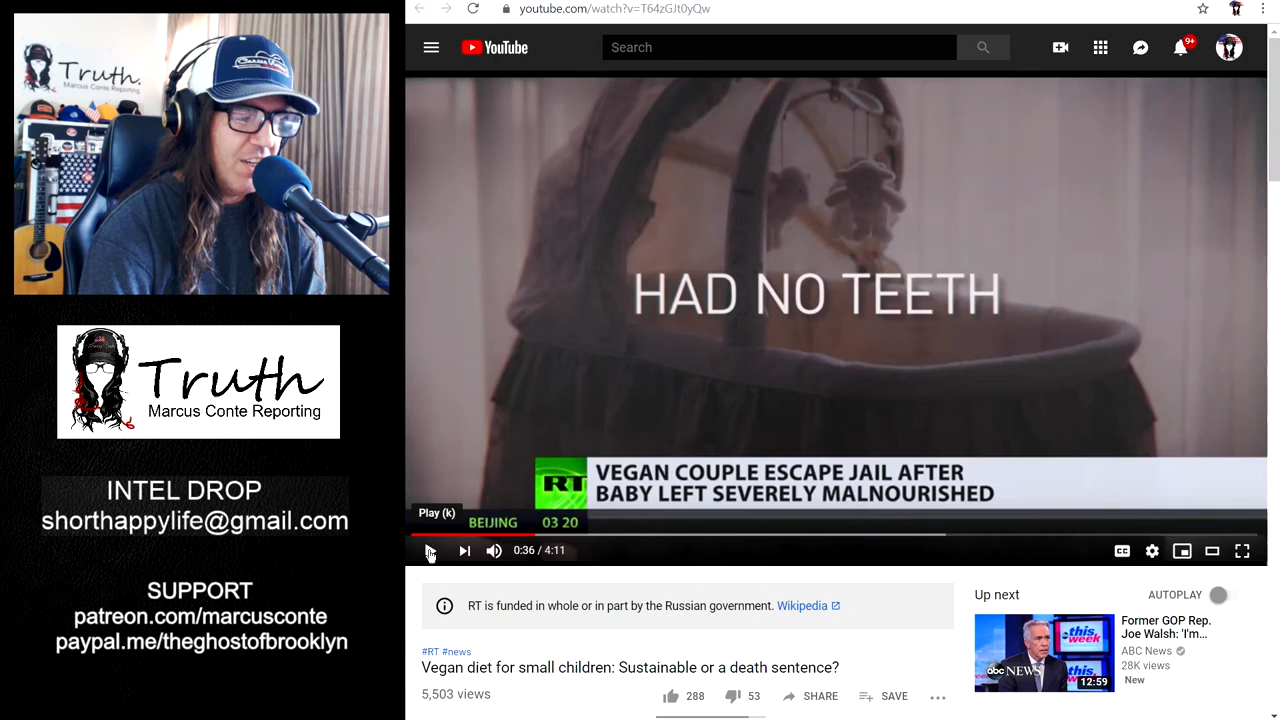 Truth.
Marcus Conte Reporting
Truth
Marcus Conte Reporting
INTEL DROP
shorthappylife@gmail.com
SUPPORT
patreon.com/marcusconte
paypal.me/theghostofbrooklyn
youtube.com/watch?v=T64zGJt0yQw
YouTube
Search
9+
HAD NO TEETH
RT
VEGAN COUPLE ESCAPE JAIL AFTER
BABY LEFT SEVERELY MALNOURISHED
Play (k)
BEIJING 03 20
0:36 / 4:11
CC
RT is funded in whole or in part by the Russian government. Wikipedia
#RT #news
Vegan diet for small children: Sustainable or a death sentence?
5,503 views
288
53
SHARE
SAVE
Up next
AUTOPLAY
this
week
abc NEWS
12:59
Former GOP Rep.
Joe Walsh: 'I'm...
ABC News
28K views
New